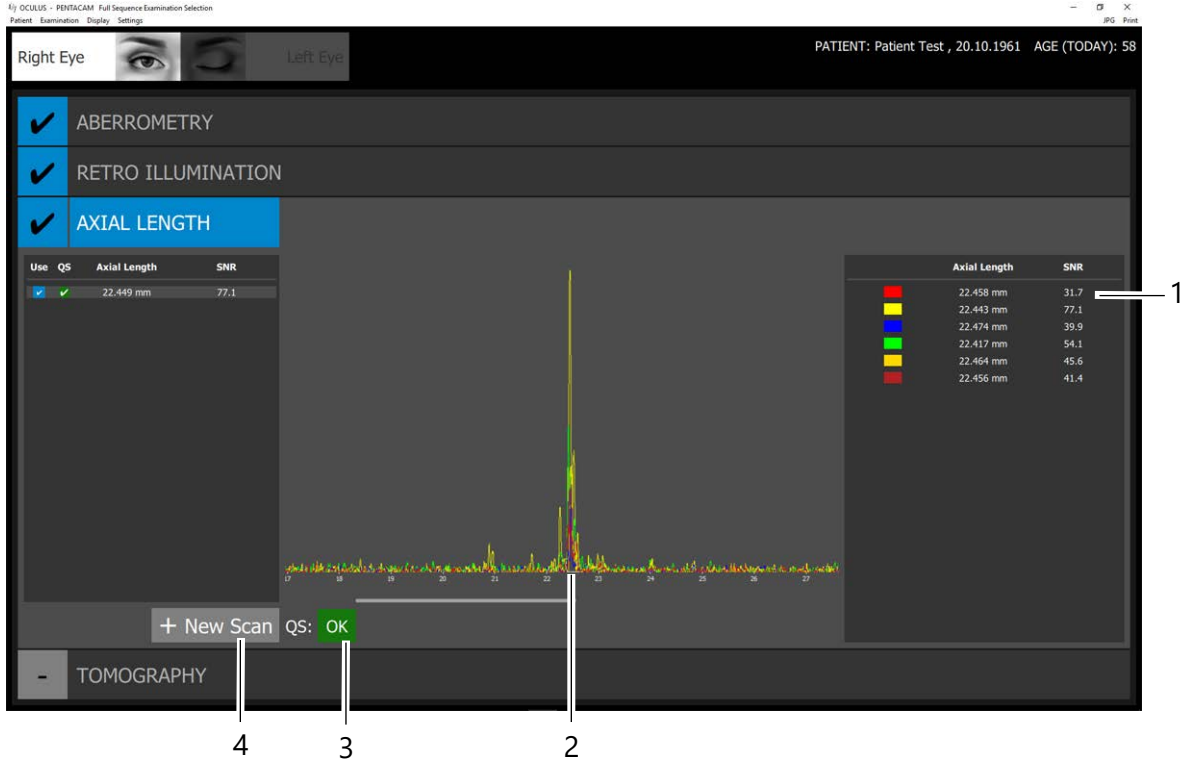 OCULUS - PENTACAM Full Sequence Examination Selection
Patient Examination Display Settings JPG Print
Right Eye Left Eye PATIENT: Patient Test , 20.10.1961 AGE (TODAY): 58
✔ ABERROMETRY
✔ RETRO ILLUMINATION
✔ AXIAL LENGTH
Use QS Axial Length SNR
22.449 mm 77.1
Axial Length SNR
22.458 mm 31.7
22.443 mm 77.1
22.474 mm 39.9
22.417 mm 54.1
22.464 mm 45.6
22.456 mm 41.4
1
17 18 19 20 21 22 23 24 25 26 27
+ New Scan QS: OK
- TOMOGRAPHY
4 3 2